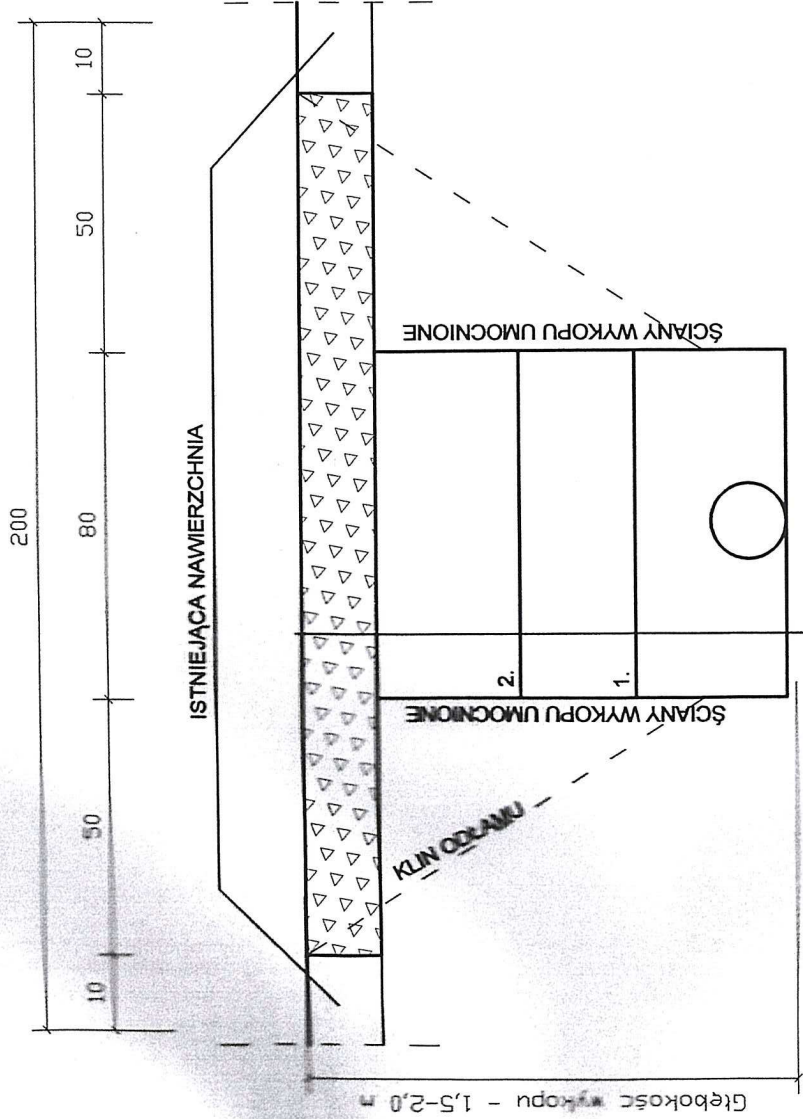 200
10
50
80
50
10
ISTNIEJĄCA NAWIERZCHNIA
KLIN ODŁAMU
ŚCIANY WYKOPU UMOCNIONE
ŚCIANY WYKOPU UMOCNIONE
2.
1.
Głębokość wykopu - 1,5-2,0 m